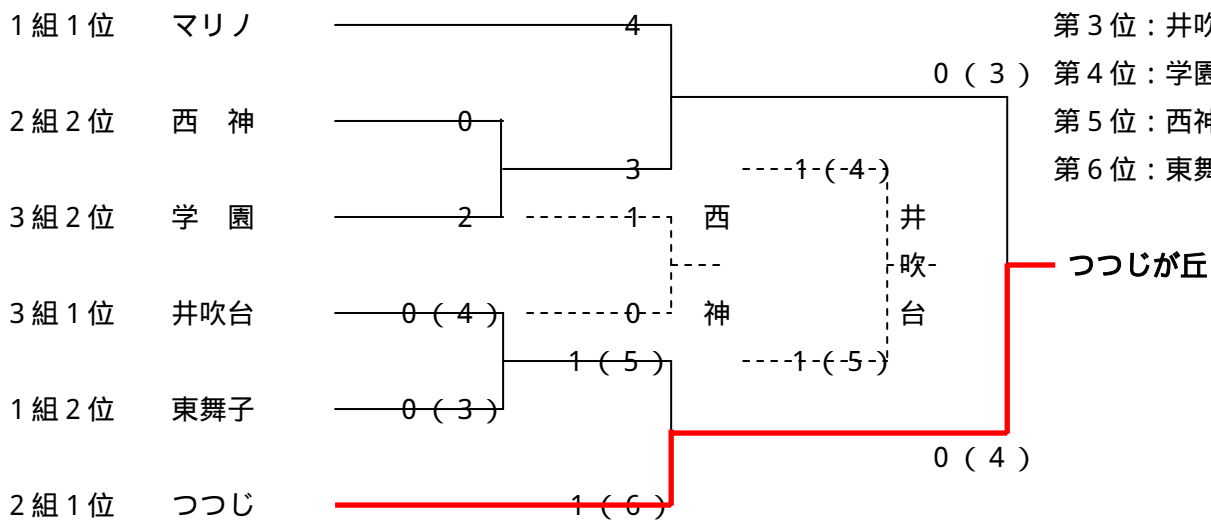 1組1位 マリノ 4 第3位:井吹
0(3) 第4位:学園
2組2位 西 神 0 第5位:西神
3 1(4) 第6位:東舞
3組2位 学 園 2 1 西 井
吹 つつじが丘
3組1位 井吹台 0(4) 0 神 台
1(5) 1(5)
1組2位 東舞子 0(3)
0(4)
2組1位 つつじ 1(6)